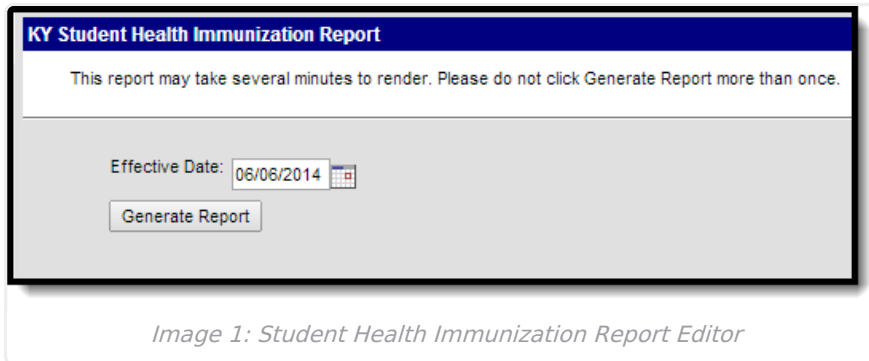 KY Student Health Immunization Report
This report may take several minutes to render. Please do not click Generate Report more than once.
Effective Date: 06/06/2014
Generate Report
Image 1: Student Health Immunization Report Editor